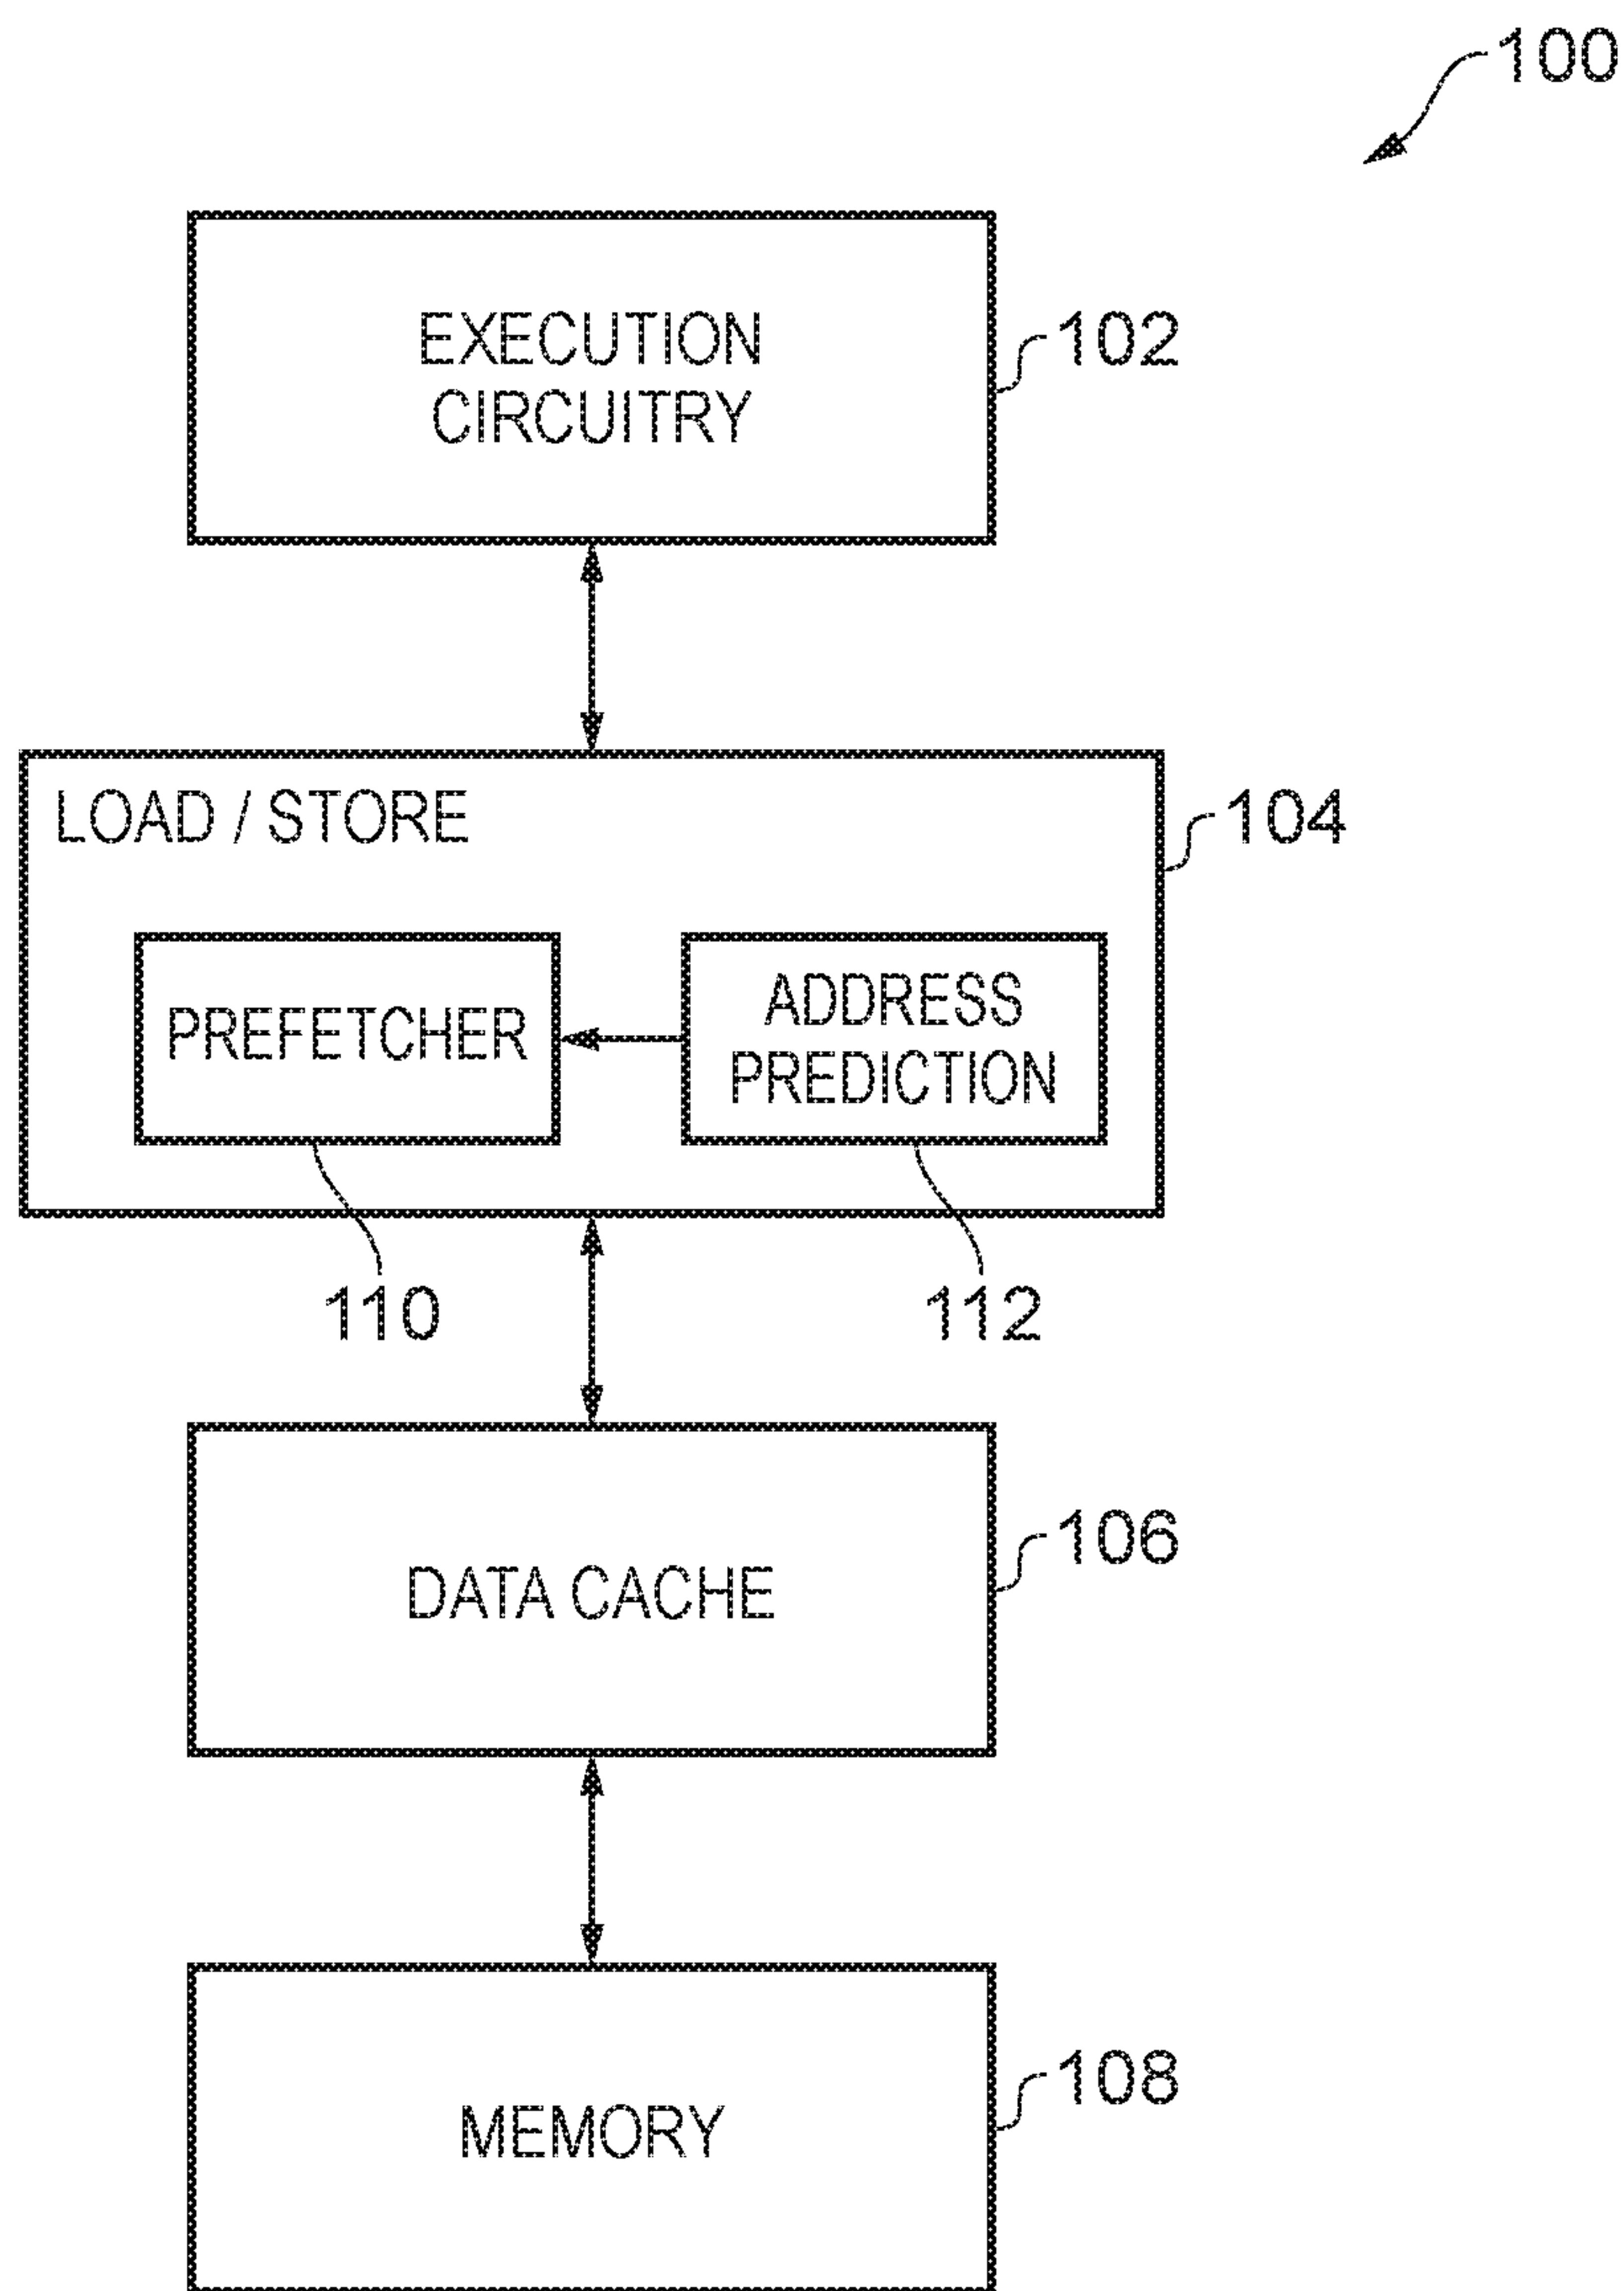 100
EXECUTION
CIRCUITRY
102
LOAD / STORE
104
PREFETCHER
ADDRESS
PREDICTION
110
112
DATA CACHE
106
MEMORY
108